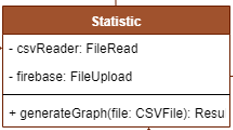 Statistic
- csvReader: FileRead
- firebase: FileUpload
+ generateGraph(file: CSVFile): Resu